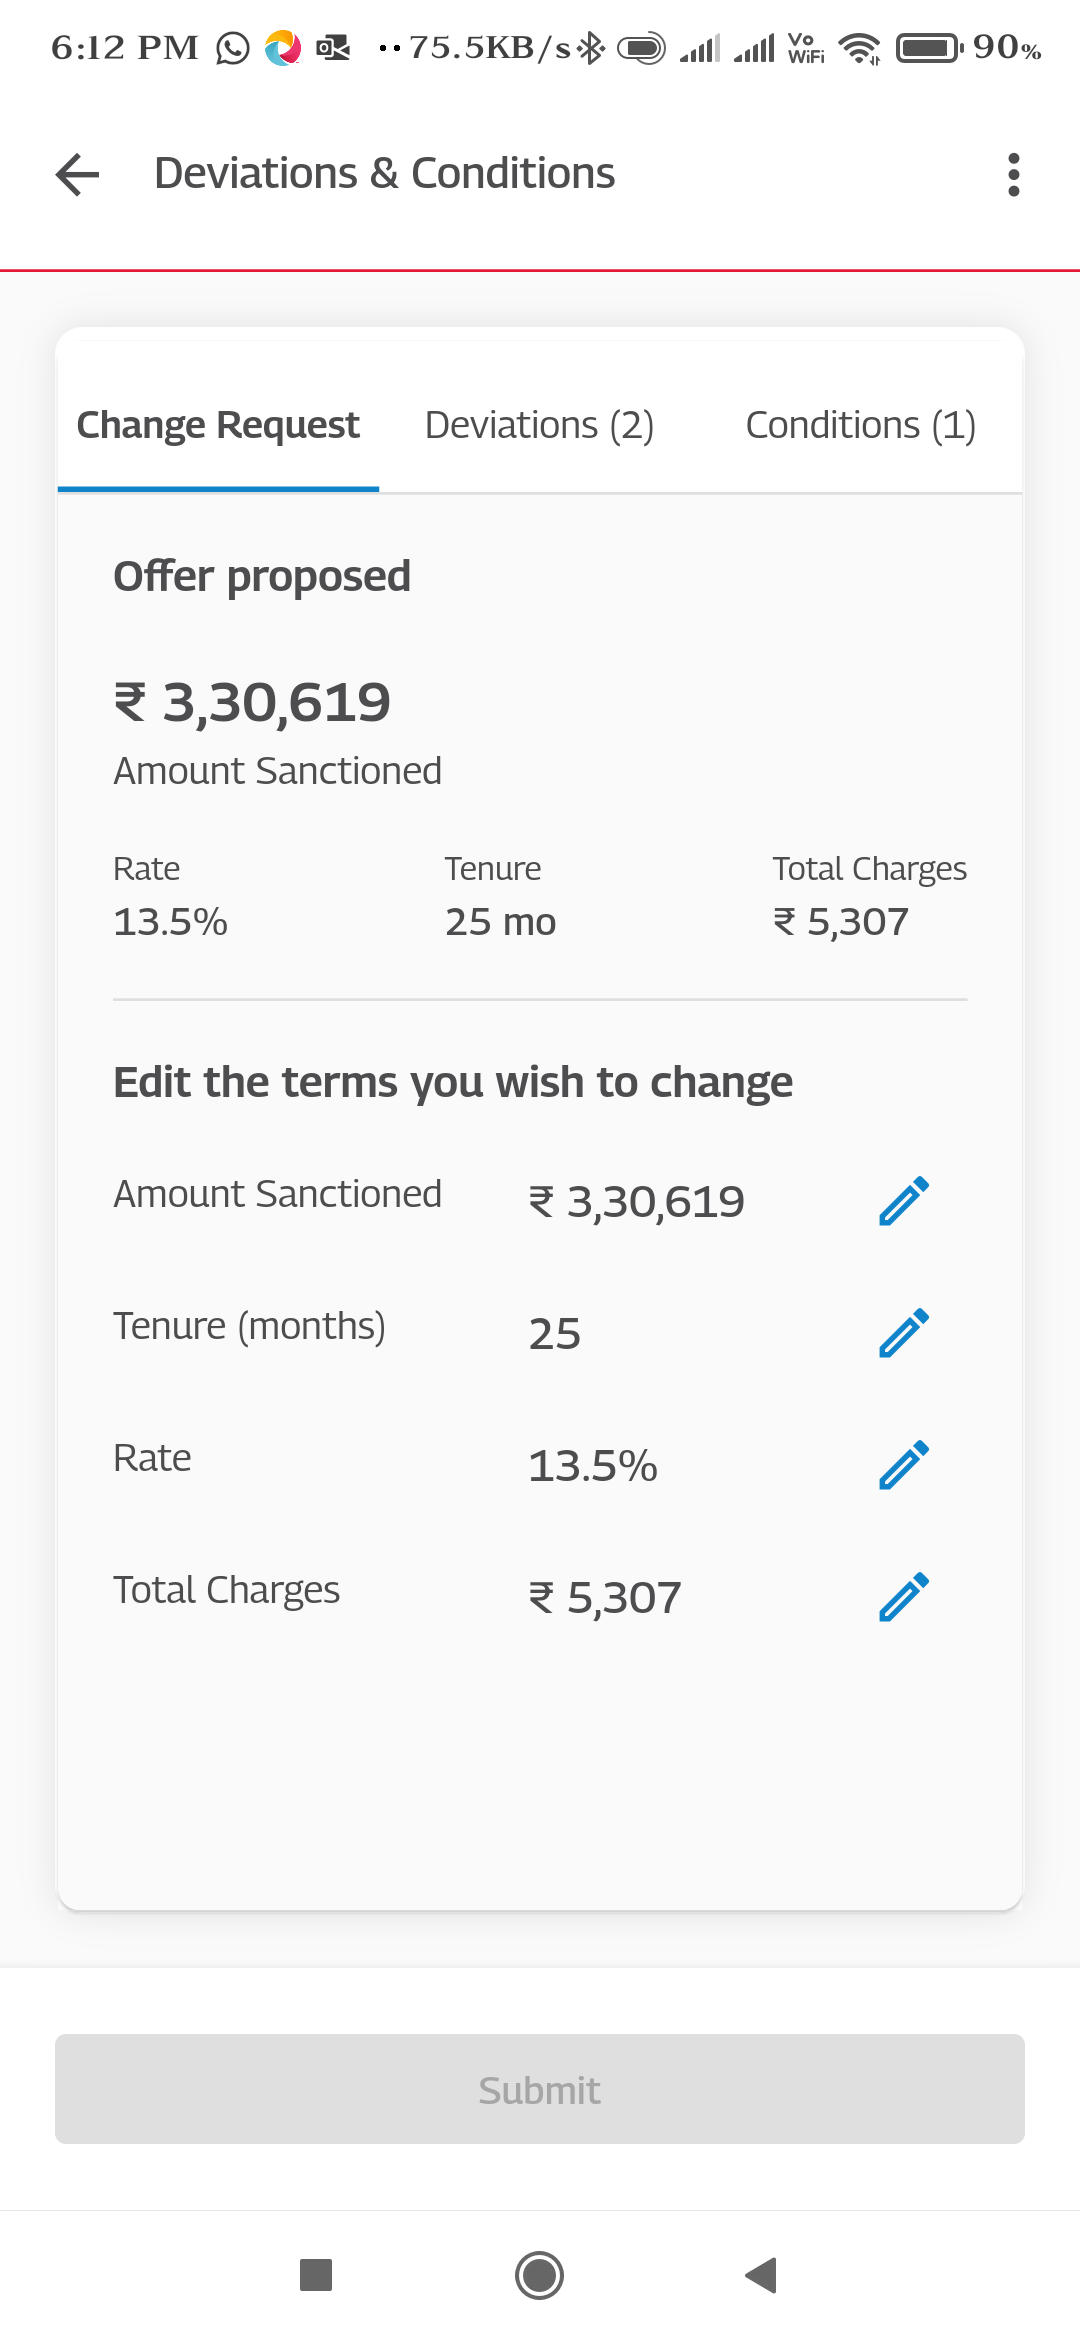 6:12 PM ··75.5KB/s Vo WiFi 90%
Deviations & Conditions
Change Request Deviations (2) Conditions (1)
Offer proposed
₹ 3,30,619
Amount Sanctioned
Rate Tenure Total Charges
13.5% 25 mo ₹ 5,307
Edit the terms you wish to change
Amount Sanctioned ₹ 3,30,619
Tenure (months) 25
Rate 13.5%
Total Charges ₹ 5,307
Submit